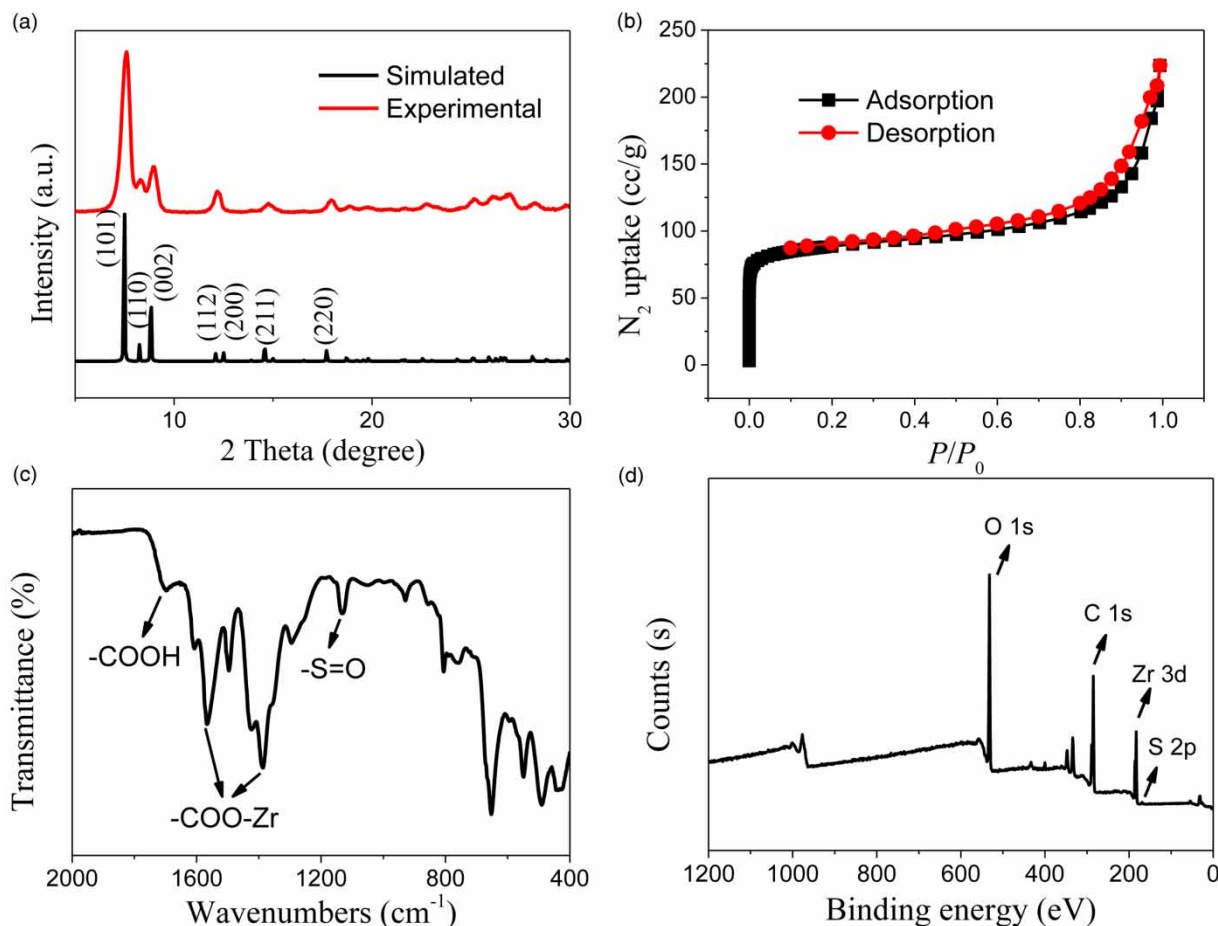 (a)
Simulated
Experimental
Intensity (a.u.)
(101)
(110)
(002)
(112)
(200)
(211)
(220)
10
20
30
2 Theta (degree)
(b)
250
200
150
100
50
0
Adsorption
Desorption
N₂ uptake (cc/g)
0.0
0.2
0.4
0.6
0.8
1.0
P/P₀
(c)
Transmittance (%)
-COOH
-S=O
-COO-Zr
2000
1600
1200
800
400
Wavenumbers (cm⁻¹)
(d)
O 1s
C 1s
Zr 3d
S 2p
Counts (s)
1200
1000
800
600
400
200
0
Binding energy (eV)